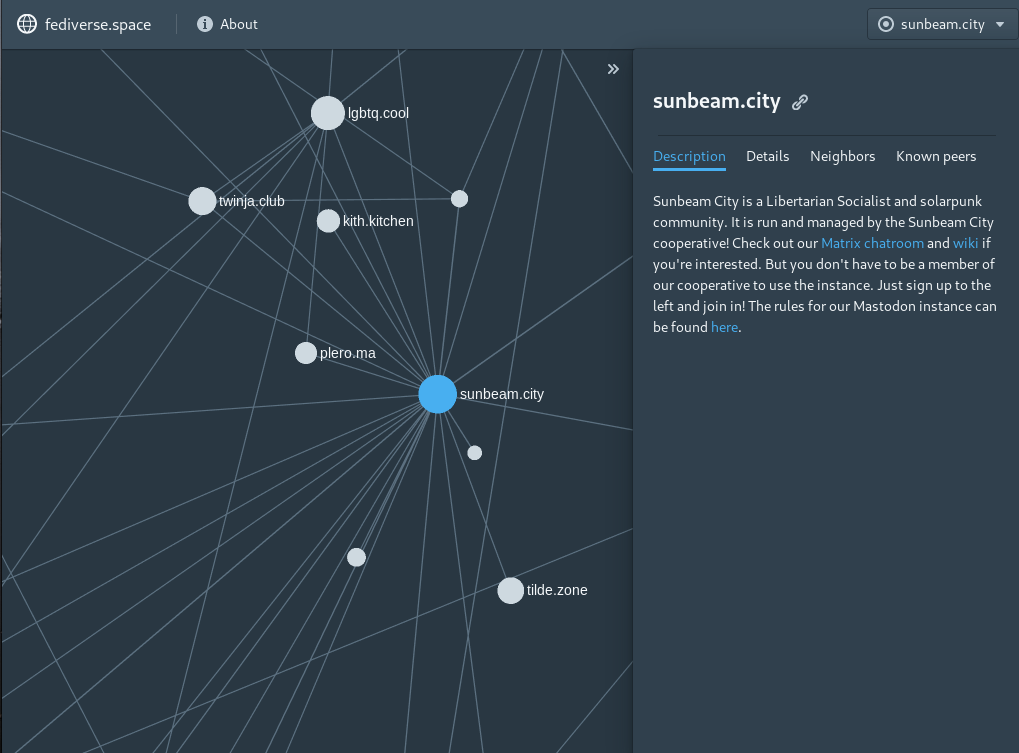 fediverse.space
About
sunbeam.city
lgbtq.cool
twinja.club
kith.kitchen
plero.ma
sunbeam.city
tilde.zone
sunbeam.city
Description Details Neighbors Known peers
Sunbeam City is a Libertarian Socialist and solarpunk
community. It is run and managed by the Sunbeam City
cooperative! Check out our Matrix chatroom and wiki if
you're interested. But you don't have to be a member of
our cooperative to use the instance. Just sign up to the
left and join in! The rules for our Mastodon instance can
be found here.